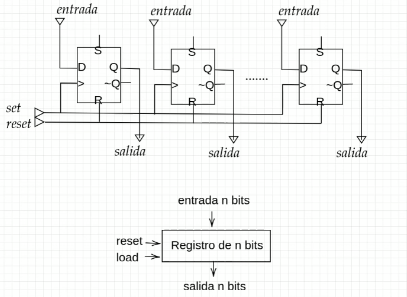 entrada entrada entrada
S S S
D Q D Q D Q
> ~Q > ~Q > ~Q
.......
R R R
set
reset
salida salida salida
entrada n bits
reset
load
Registro de n bits
salida n bits